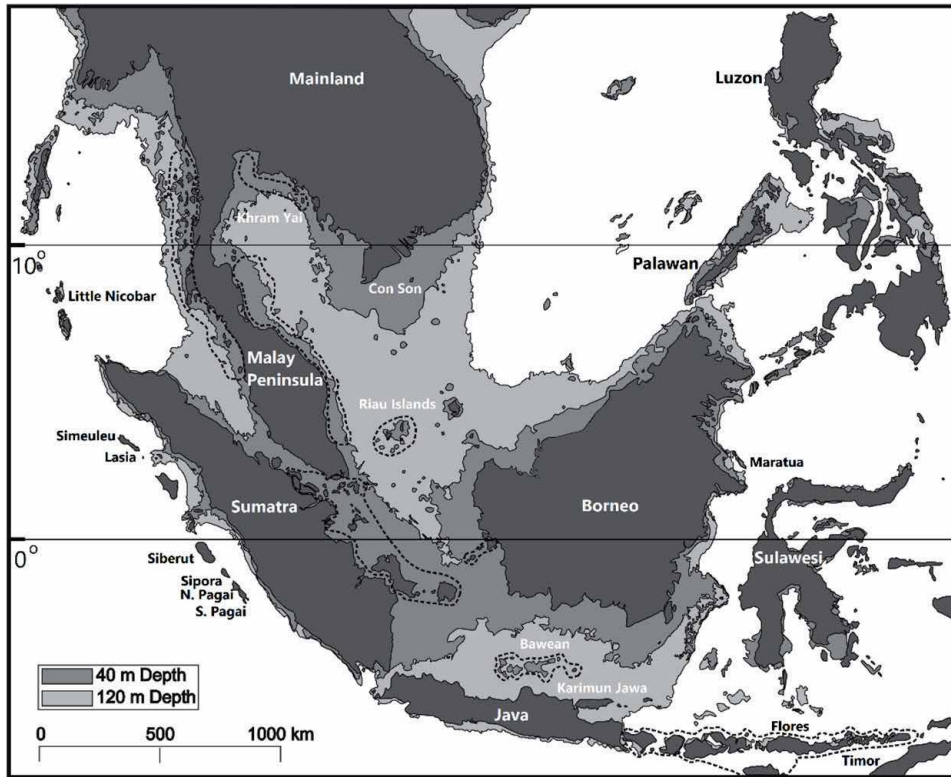 Mainland
Luzon
Khram Yai
10°
Palawan
Con Son
Little Nicobar
Malay
Peninsula
Riau Islands
Simeuleu
Lasia
Maratua
Sumatra
Borneo
0°
Siberut
Sulawesi
Sipora
N. Pagai
S. Pagai
Bawean
40 m Depth
120 m Depth
Karimun Jawa
Java
Flores
0 500 1000 km
Timor